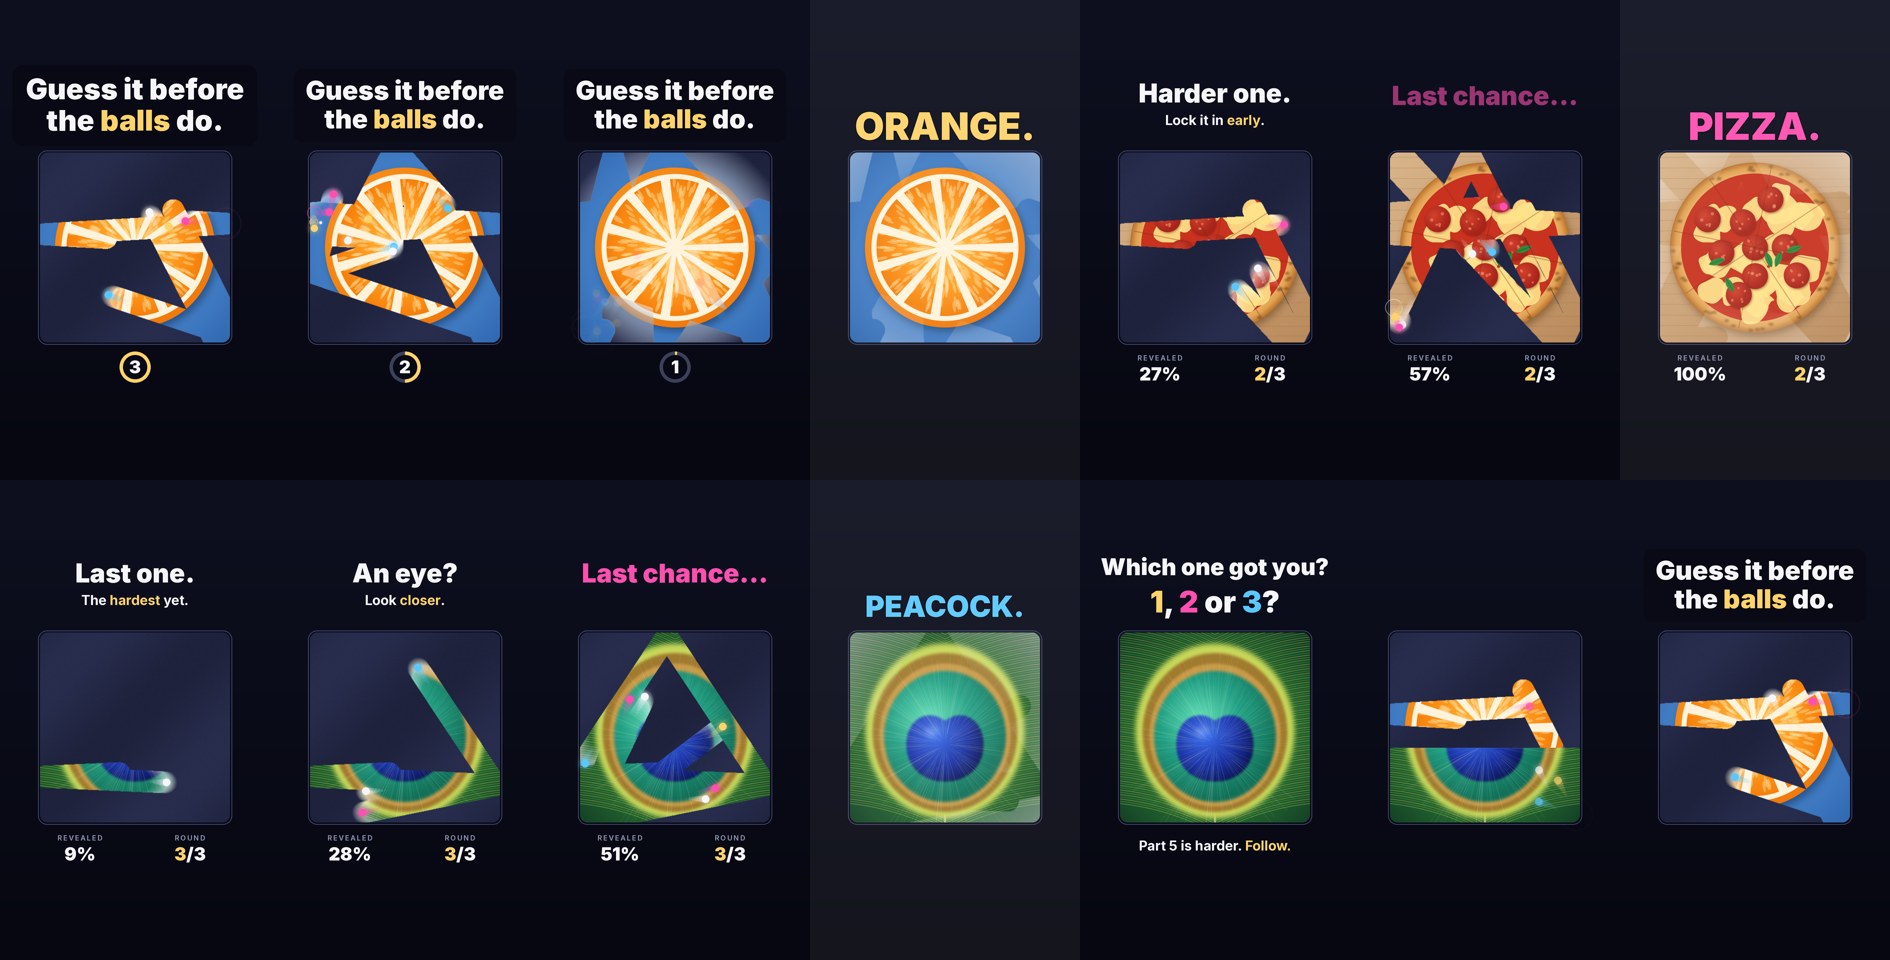 Guess it before
the balls do.
3
Guess it before
the balls do.
2
Guess it before
the balls do.
1
ORANGE.
Harder one.
Lock it in early.
REVEALED
27%
ROUND
2/3
Last chance...
REVEALED
57%
ROUND
2/3
PIZZA.
REVEALED
100%
ROUND
2/3
Last one.
The hardest yet.
REVEALED
9%
ROUND
3/3
An eye?
Look closer.
REVEALED
28%
ROUND
3/3
Last chance...
REVEALED
51%
ROUND
3/3
PEACOCK.
Which one got you?
1, 2 or 3?
Part 5 is harder. Follow.
Guess it before
the balls do.